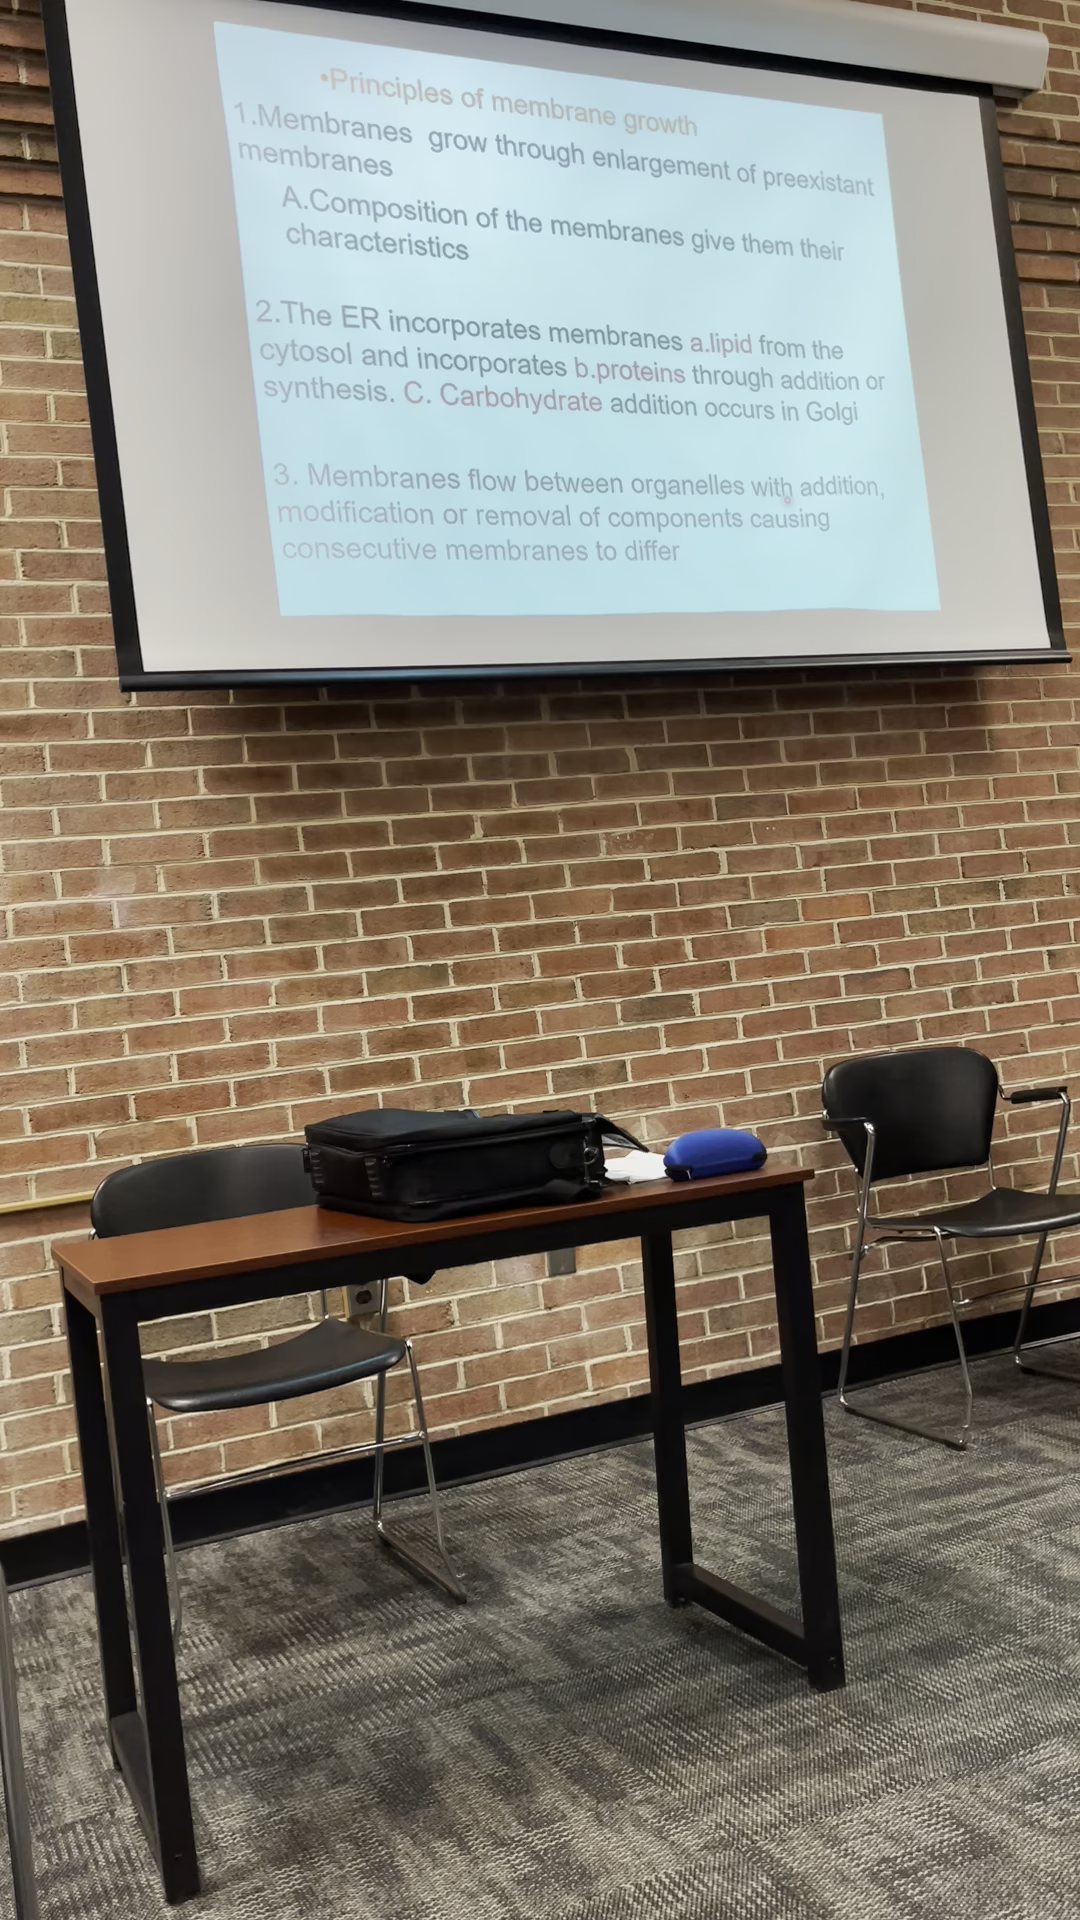 •Principles of membrane growth
1.Membranes grow through enlargement of preexistant
membranes
A.Composition of the membranes give them their
characteristics
2.The ER incorporates membranes a.lipid from the
cytosol and incorporates b.proteins through addition or
synthesis. C. Carbohydrate addition occurs in Golgi
3. Membranes flow between organelles with addition,
modification or removal of components causing
consecutive membranes to differ